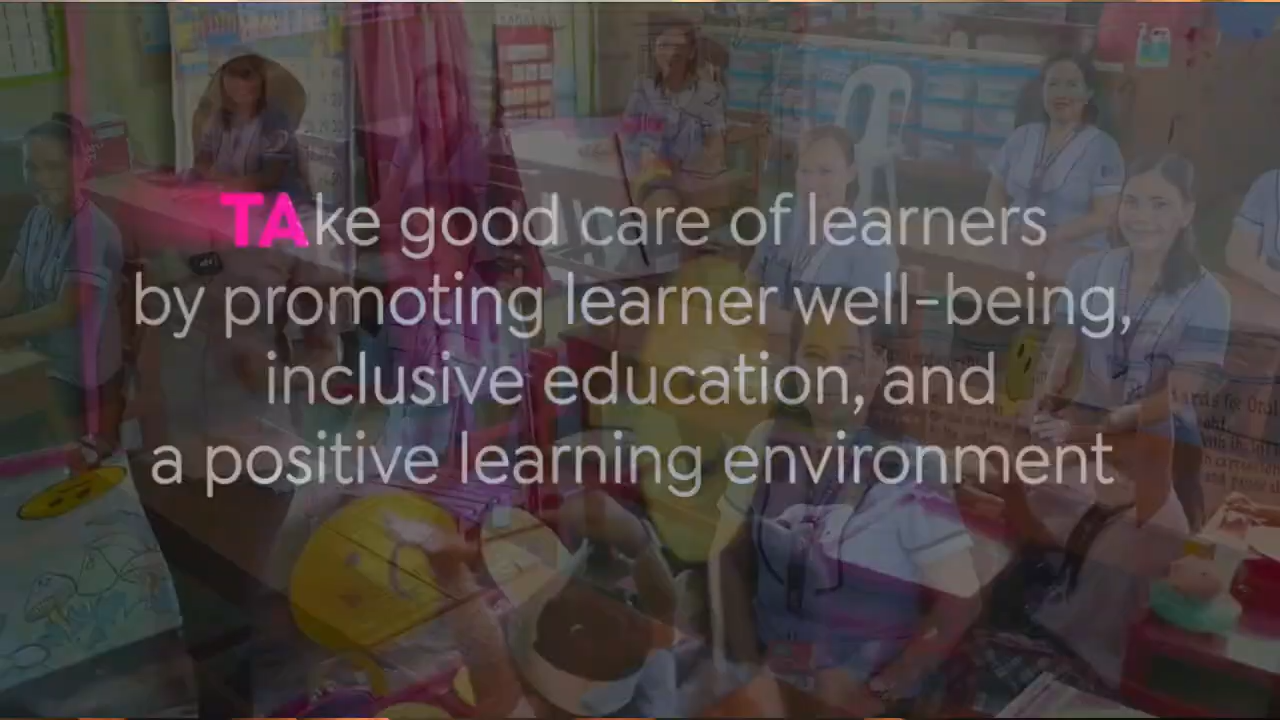 TAke good care of learners
by promoting learner well-being,
inclusive education, and
a positive learning environment